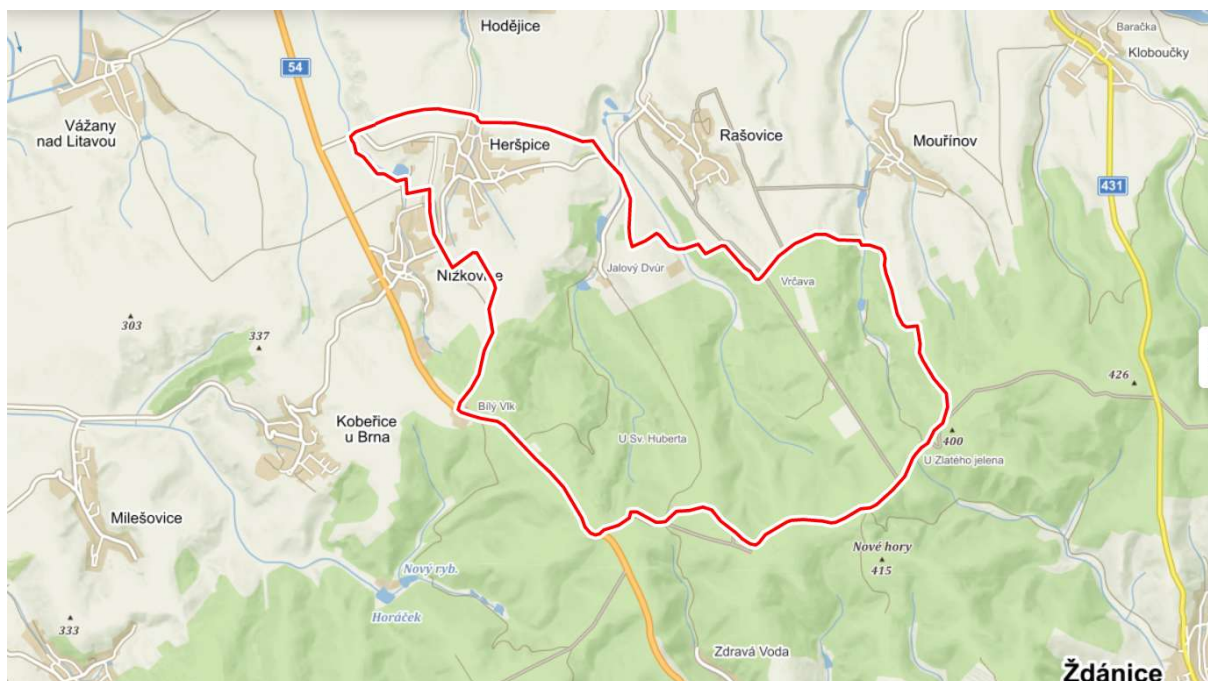 Hodějice
Baračka
Kloboučky
54
Vážany
nad Litavou
Heršpice
Rašovice
Mouřínov
431
Nížkovice
Jalový Dvůr
Vrčava
303
337
426
Bílý Vlk
Kobeřice
u Brna
U Sv. Huberta
400
U Zlatého jelena
Milešovice
Nové hory
415
Nový ryb.
Horáček
333
Zdravá Voda
Ždánice